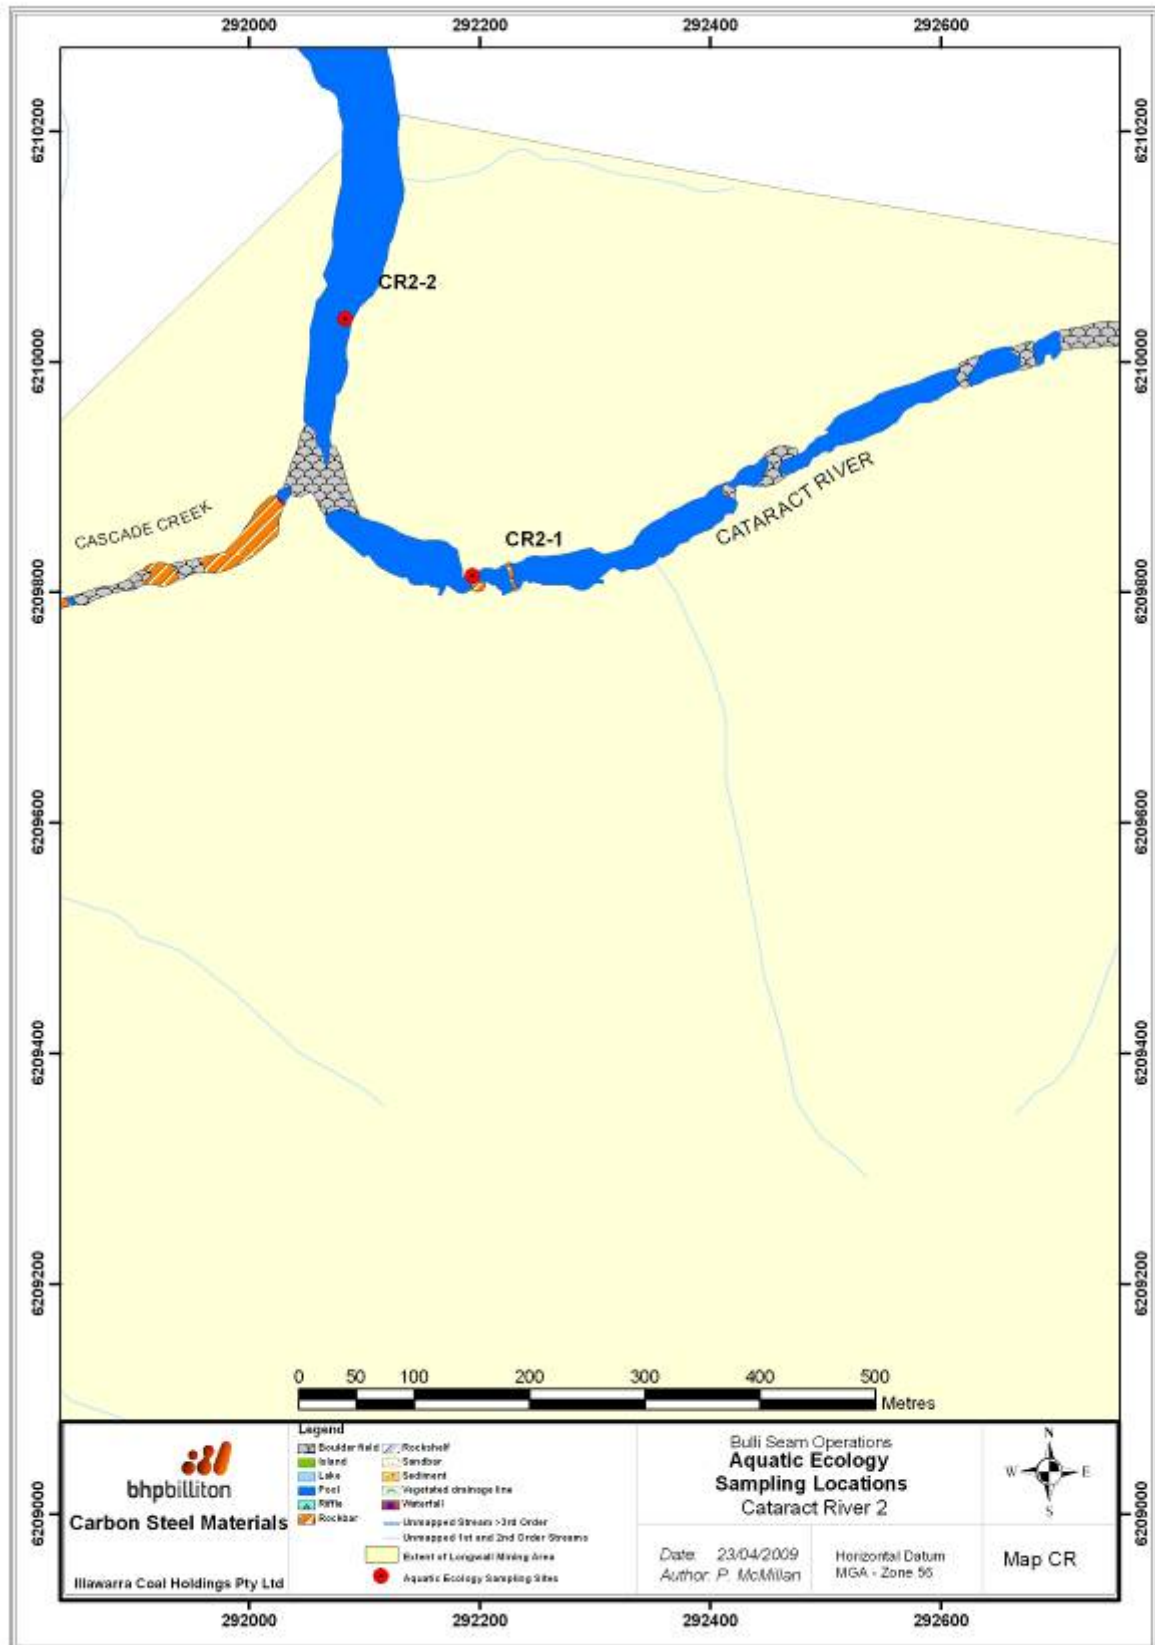 292000
292200
292400
292600
6210200
6210200
CR2-2
6210000
6210000
CASCADE CREEK
CATARACT RIVER
CR2-1
6209800
6209800
6209600
6209600
6209400
6209400
6209200
6209200
0 50 100 200 300 400 500
Metres
Legend
Boulder field
Island
Lake
Pool
Riffle
Rockbar
Rockshelf
Sandbar
Sediment
Vegetated drainage line
Waterfall
Unmapped Stream >3rd Order
Unmapped 1st and 2nd Order Streams
Extent of Longwall Mining Area
Aquatic Ecology Sampling Sites
bhpbilliton
Carbon Steel Materials
Illawarra Coal Holdings Pty Ltd
Bulli Seam Operations
Aquatic Ecology
Sampling Locations
Cataract River 2
Date: 23/04/2009
Author: P. McMillan
Horizontal Datum
MGA - Zone 56
N
W E
S
Map CR
6209000
6209000
292000
292200
292400
292600